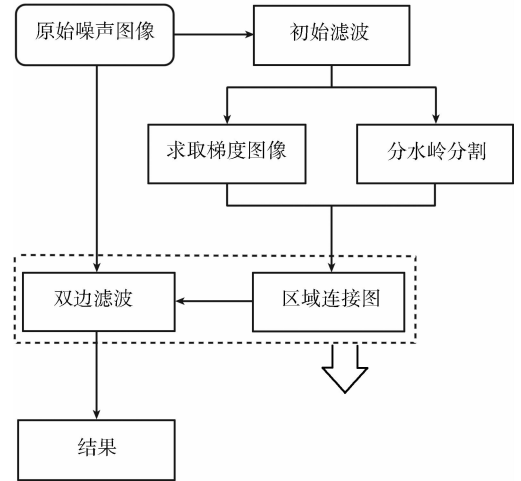 原始噪声图像
初始滤波
求取梯度图像
分水岭分割
双边滤波
区域连接图
结果